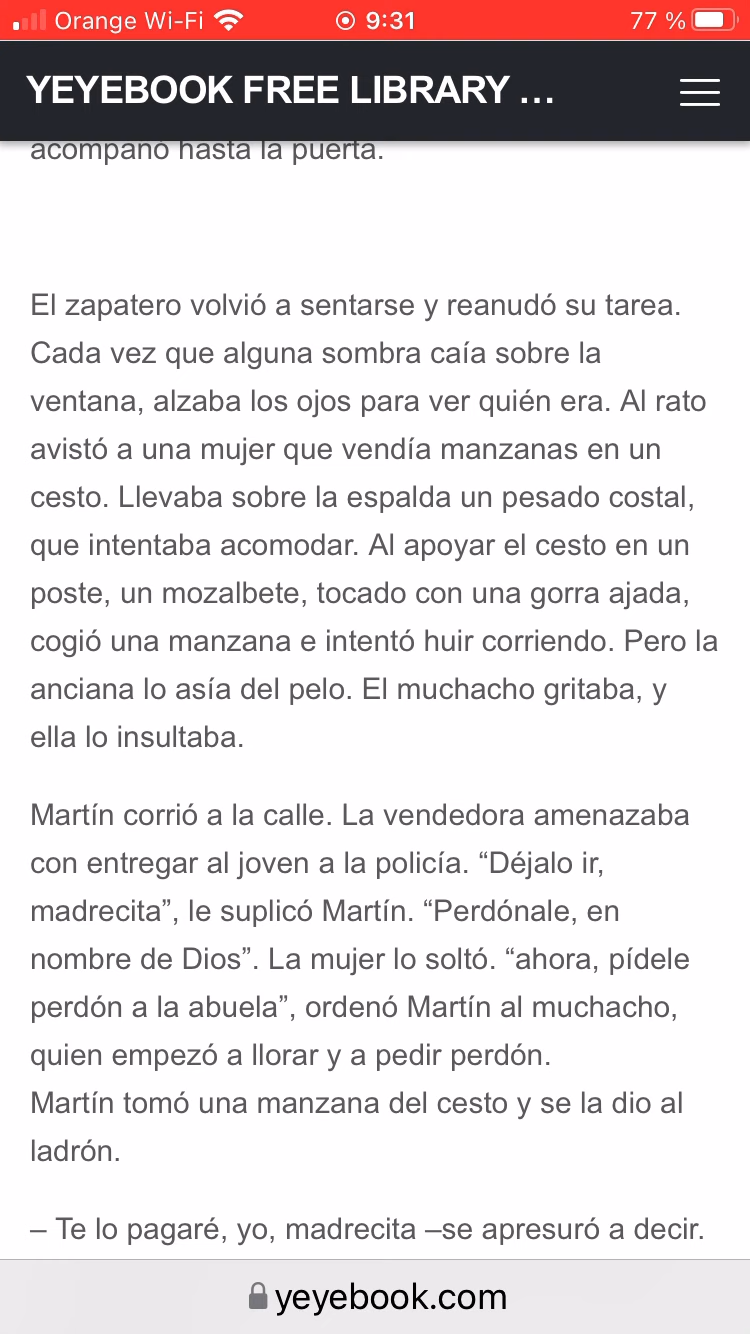 Orange Wi-Fi 9:31 77 %
YEYEBOOK FREE LIBRARY ...
acompañó hasta la puerta.
El zapatero volvió a sentarse y reanudó su tarea.
Cada vez que alguna sombra caía sobre la
ventana, alzaba los ojos para ver quién era. Al rato
avistó a una mujer que vendía manzanas en un
cesto. Llevaba sobre la espalda un pesado costal,
que intentaba acomodar. Al apoyar el cesto en un
poste, un mozalbete, tocado con una gorra ajada,
cogió una manzana e intentó huir corriendo. Pero la
anciana lo asía del pelo. El muchacho gritaba, y
ella lo insultaba.
Martín corrió a la calle. La vendedora amenazaba
con entregar al joven a la policía. “Déjalo ir,
madrecita”, le suplicó Martín. “Perdónale, en
nombre de Dios”. La mujer lo soltó. “ahora, pídele
perdón a la abuela”, ordenó Martín al muchacho,
quien empezó a llorar y a pedir perdón.
Martín tomó una manzana del cesto y se la dio al
ladrón.
– Te lo pagaré, yo, madrecita –se apresuró a decir.
yeyebook.com